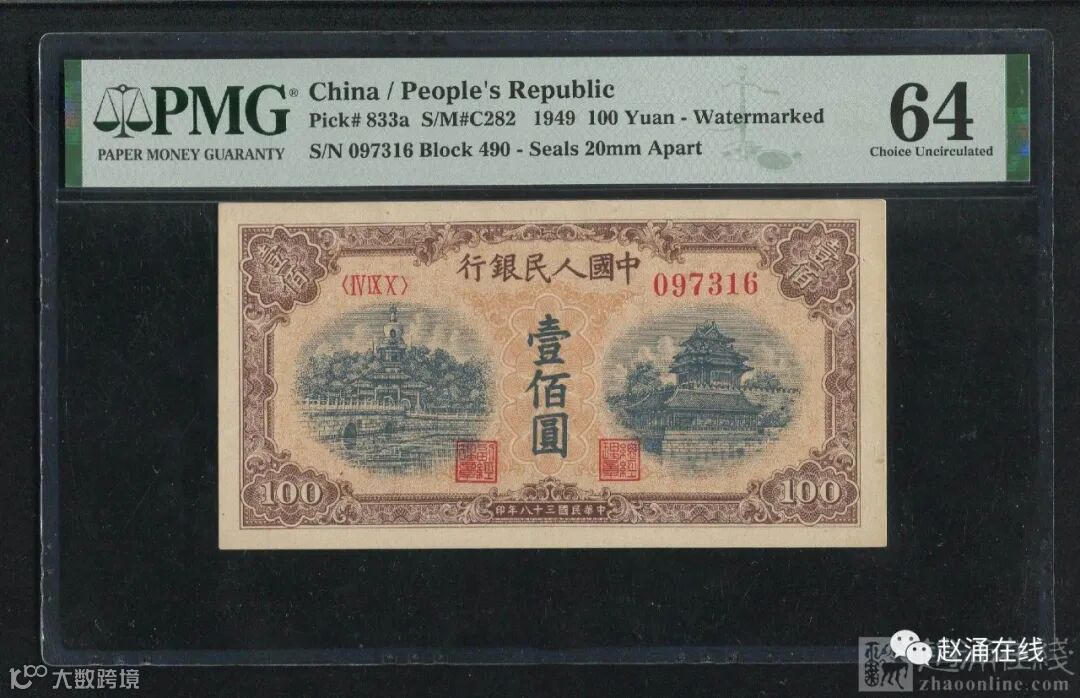 PMG®
PAPER MONEY GUARANTY
China / People's Republic
Pick# 833a S/M#C282 1949 100 Yuan - Watermarked
S/N 097316 Block 490 - Seals 20mm Apart
64
Choice Uncirculated
壹佰
行銀民人國中
壹佰
〈ⅣⅨⅩ〉
097316
壹佰圓
100
印年八十三國民華中
100
大数跨境
赵涌在线
zhaoonline.com